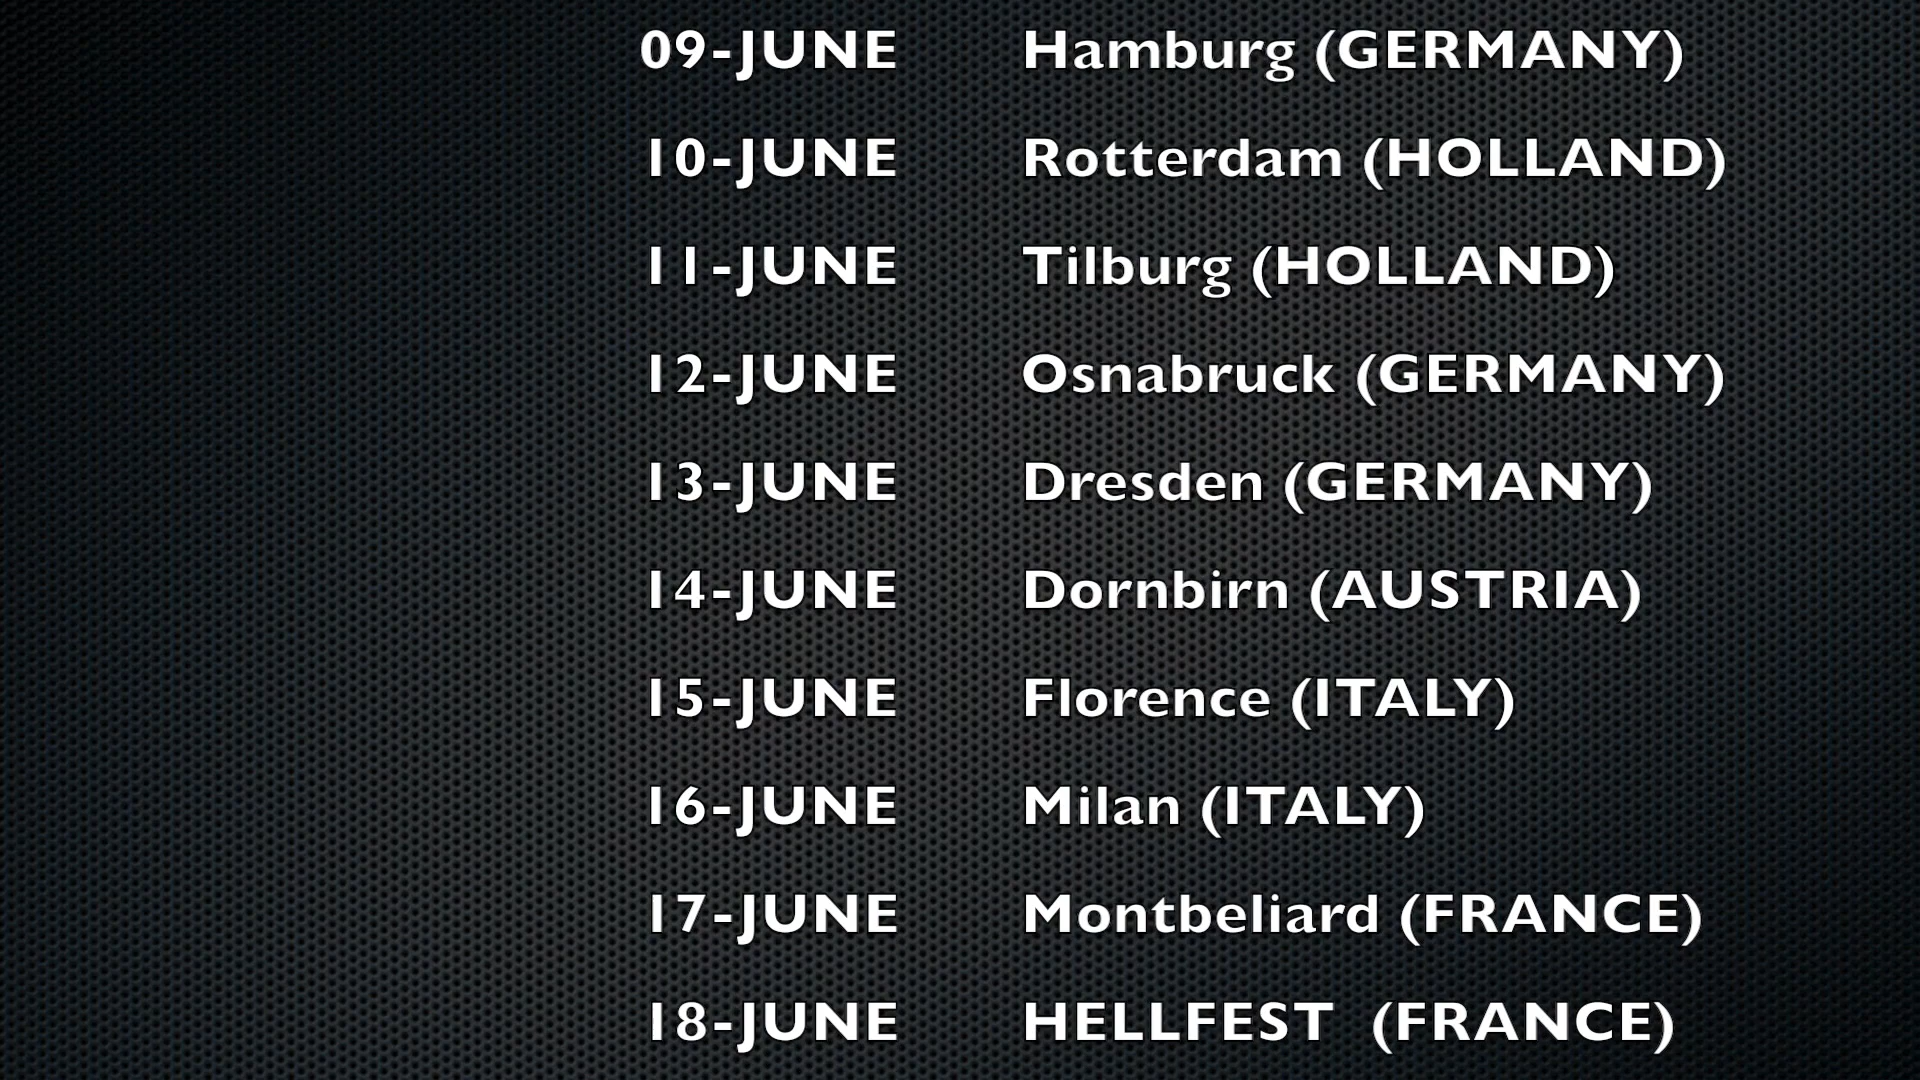 09-JUNE Hamburg (GERMANY)
10-JUNE Rotterdam (HOLLAND)
11-JUNE Tilburg (HOLLAND)
12-JUNE Osnabruck (GERMANY)
13-JUNE Dresden (GERMANY)
14-JUNE Dornbirn (AUSTRIA)
15-JUNE Florence (ITALY)
16-JUNE Milan (ITALY)
17-JUNE Montbeliard (FRANCE)
18-JUNE HELLFEST (FRANCE)